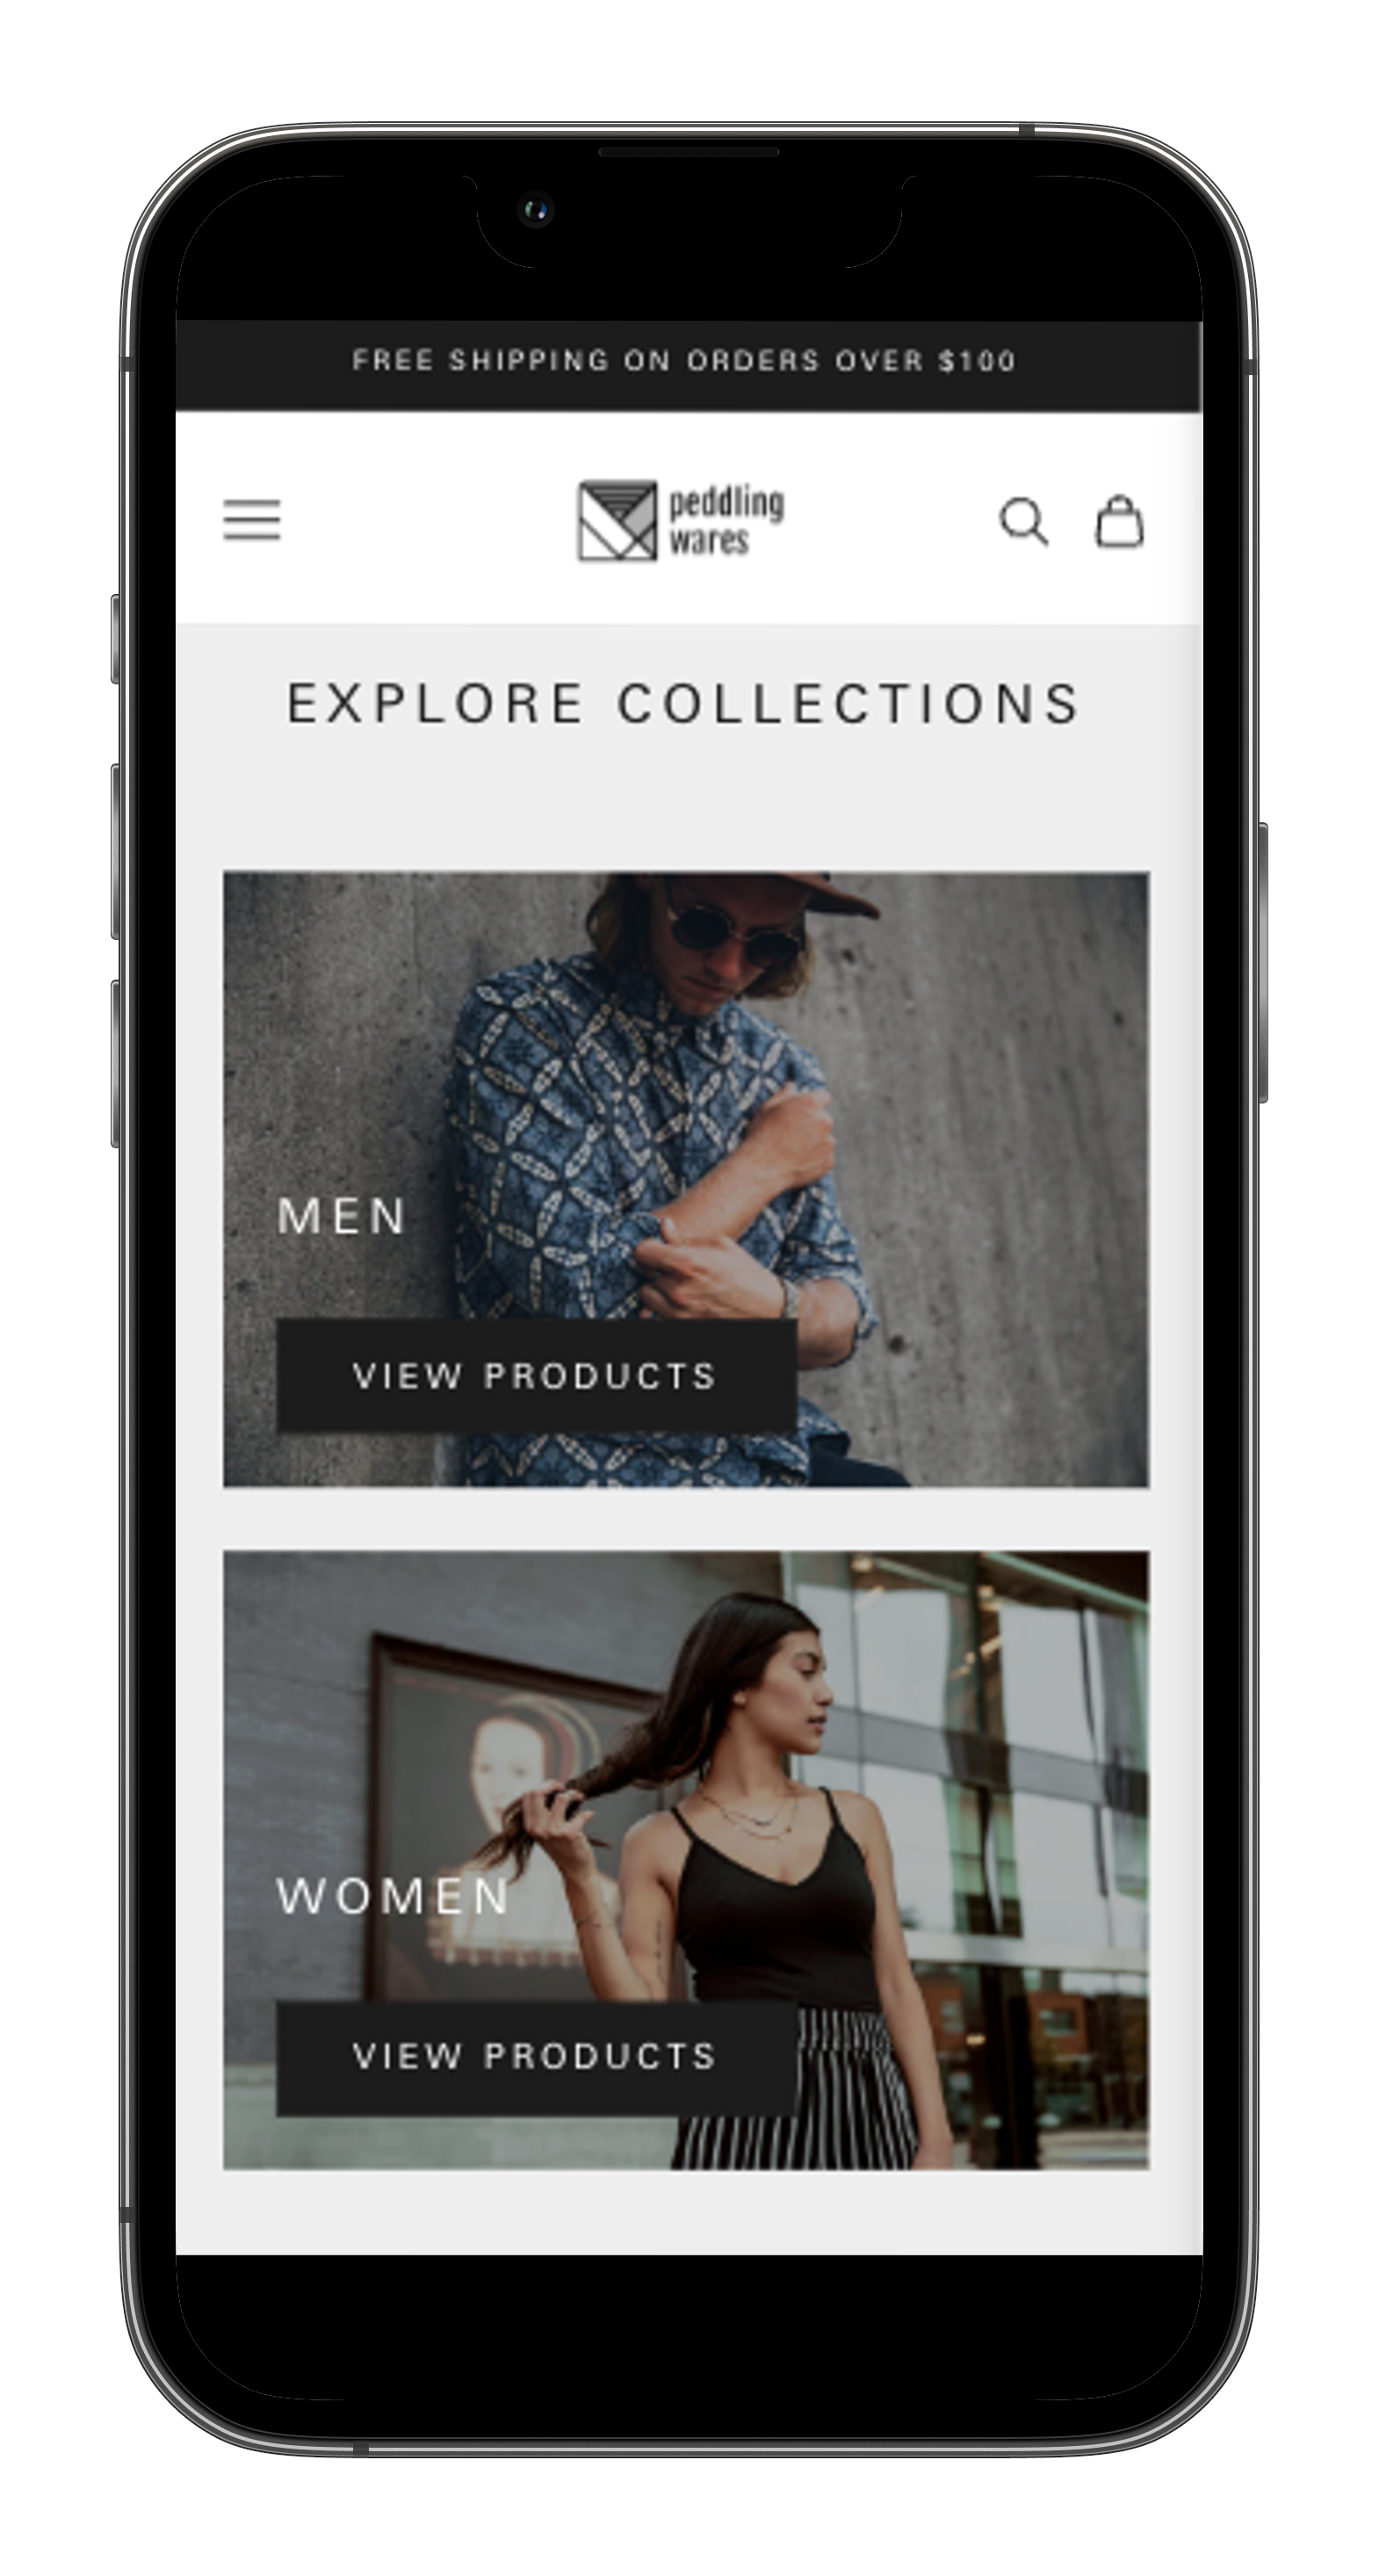 FREE SHIPPING ON ORDERS OVER $100
peddling
wares
EXPLORE COLLECTIONS
MEN
VIEW PRODUCTS
WOMEN
VIEW PRODUCTS